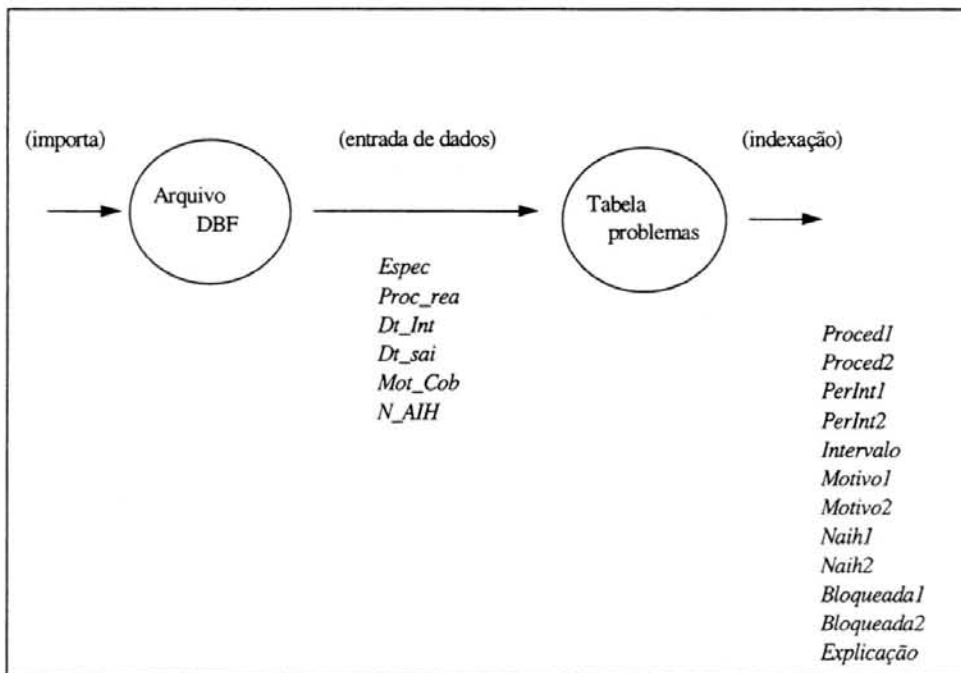 (importa)
(entrada de dados)
(indexação)
Arquivo
DBF
Tabela
problemas
Espec
Proc_rea
Dt_Int
Dt_sai
Mot_Cob
N_AIH
Proced1
Proced2
PerInt1
PerInt2
Intervalo
Motivo1
Motivo2
Naih1
Naih2
Bloqueada1
Bloqueada2
Explicação